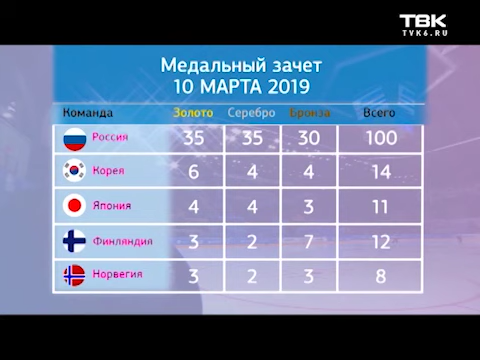 ТВК
TVK6.RU
Медальный зачет
10 МАРТА 2019
Команда Золото Серебро Бронза Всего
Россия 35 35 30 100
Корея 6 4 4 14
Япония 4 4 3 11
Финляндия 3 2 7 12
Норвегия 3 2 3 8